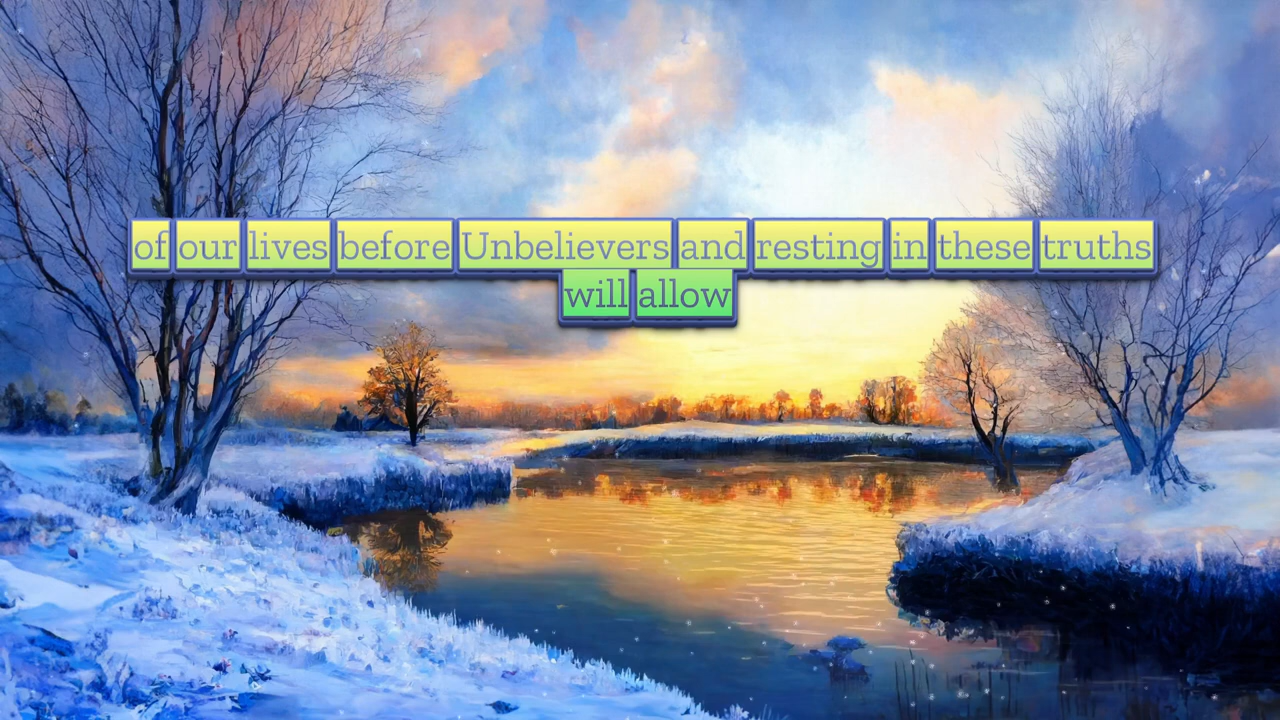 of our lives before Unbelievers and resting in these truths
will allow